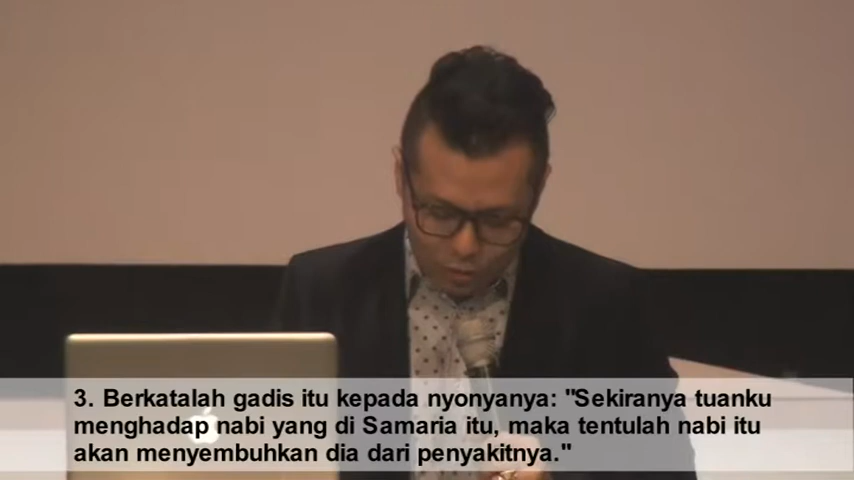 3. Berkatalah gadis itu kepada nyonyanya: "Sekiranya tuanku
menghadap nabi yang di Samaria itu, maka tentulah nabi itu
akan menyembuhkan dia dari penyakitnya."